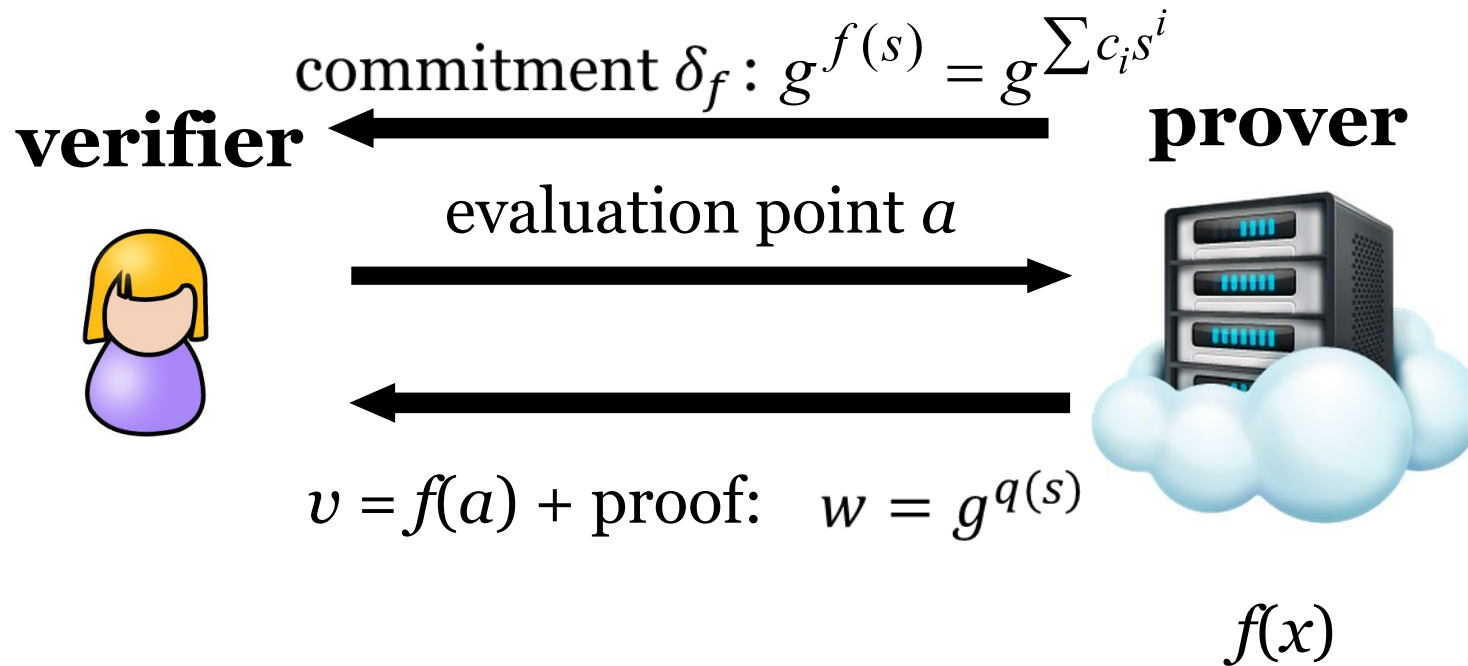 commitment δ_f : g^{f(s)} = g^{∑ c_i s^i}
verifier
prover
evaluation point a
v = f(a) + proof: w = g^{q(s)}
f(x)